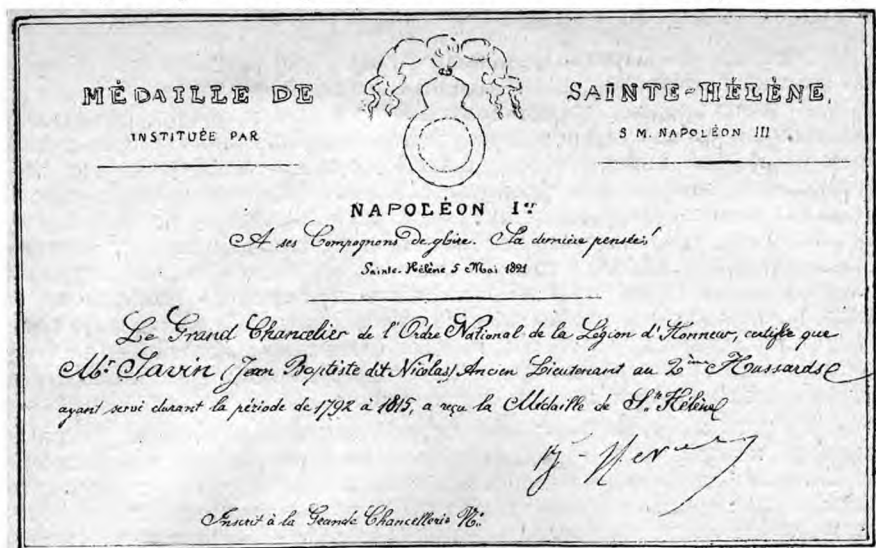 MÉDAILLE DE SAINTE-HÉLÈNE,
INSTITUÉE PAR S M. NAPOLÉON III
NAPOLÉON Ier
A ses Compagnons de gloire. Sa dernière pensée!
Sainte-Hélène 5 Mai 1821
Le Grand Chancelier de l'Ordre National de la Légion d'Honneur, certifie que
Mr. Savin (Jean Baptiste dit Nicolas) Ancien Lieutenant au 2ème Hussards
ayant servi durant la période de 1792 à 1815, a reçu la Médaille de Ste Hélène
Inscrit à la Grande Chancellerie No.